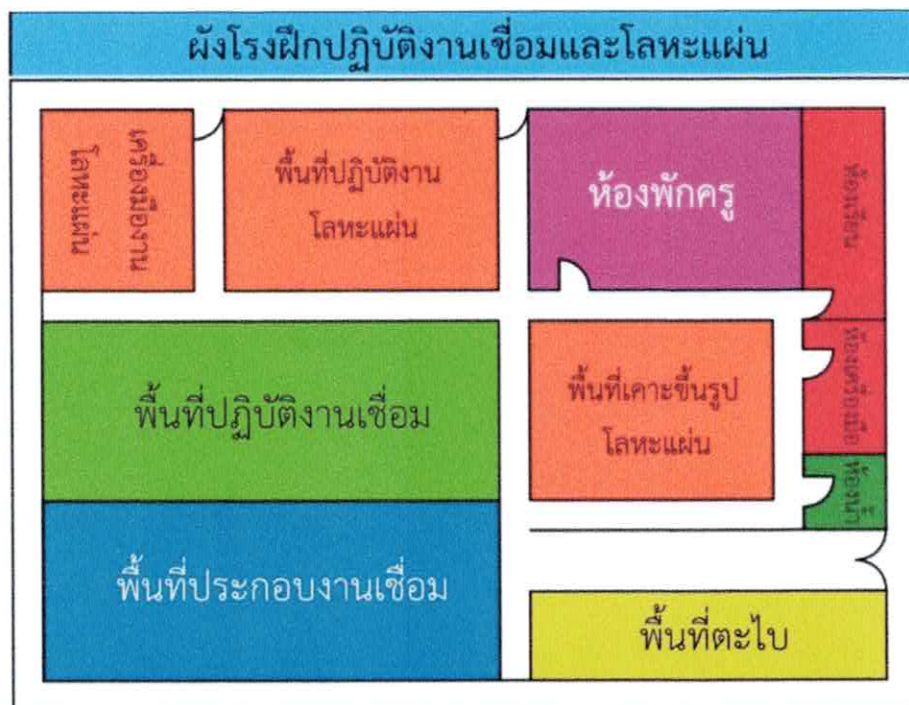 ผังโรงฝึกปฏิบัติงานเชื่อมและโลหะแผ่น
เครื่องมืองาน
โลหะแผ่น
พื้นที่ปฏิบัติงาน
โลหะแผ่น
ห้องพักครู
ห้องเรียน
พื้นที่ปฏิบัติงานเชื่อม
พื้นที่เคาะขึ้นรูป
โลหะแผ่น
ห้องเครื่องมือ
ห้องน้ำ
พื้นที่ประกอบงานเชื่อม
พื้นที่ตะไบ